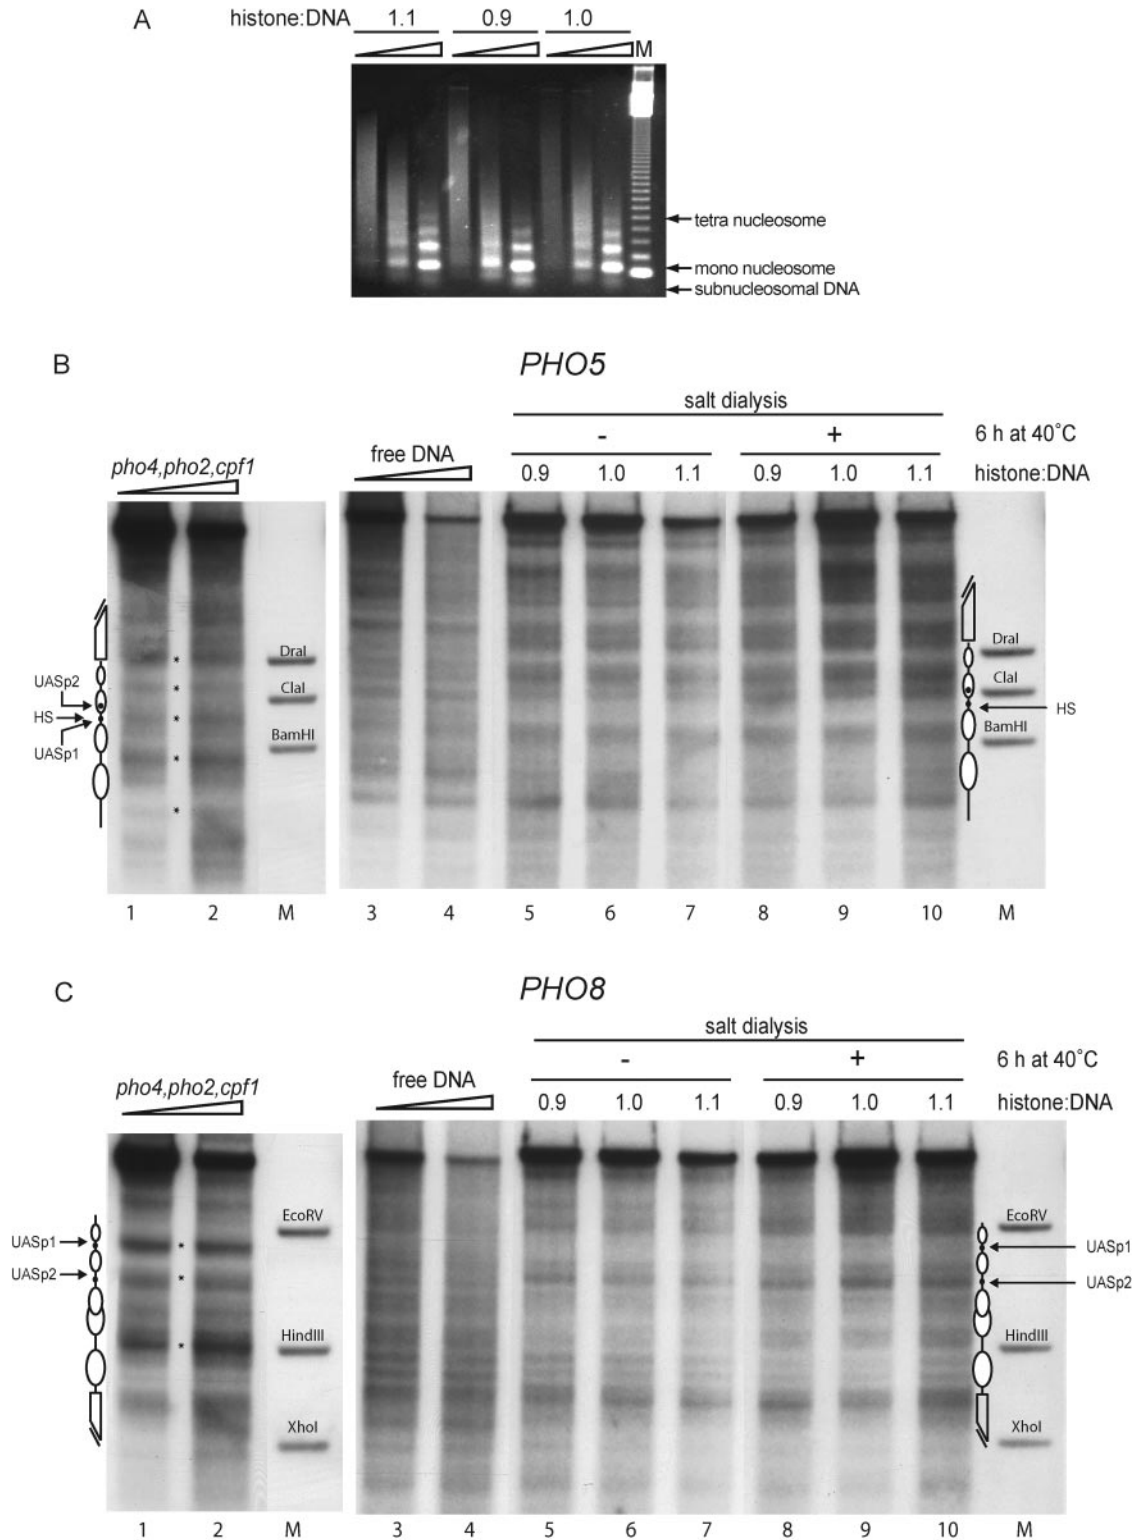 A
histone:DNA 1.1 0.9 1.0
M
tetra nucleosome
mono nucleosome
subnucleosomal DNA
B
PHO5
salt dialysis
- + 6 h at 40˚C
pho4,pho2,cpf1 free DNA 0.9 1.0 1.1 0.9 1.0 1.1 histone:DNA
DraI
ClaI
BamHI
UASp2
HS
UASp1
* * * * *
DraI
ClaI
BamHI
HS
1 2 M 3 4 5 6 7 8 9 10 M
C
PHO8
salt dialysis
- + 6 h at 40˚C
pho4,pho2,cpf1 free DNA 0.9 1.0 1.1 0.9 1.0 1.1 histone:DNA
EcoRV
HindIII
XhoI
UASp1
UASp2
* * *
EcoRV
HindIII
XhoI
UASp1
UASp2
1 2 M 3 4 5 6 7 8 9 10 M